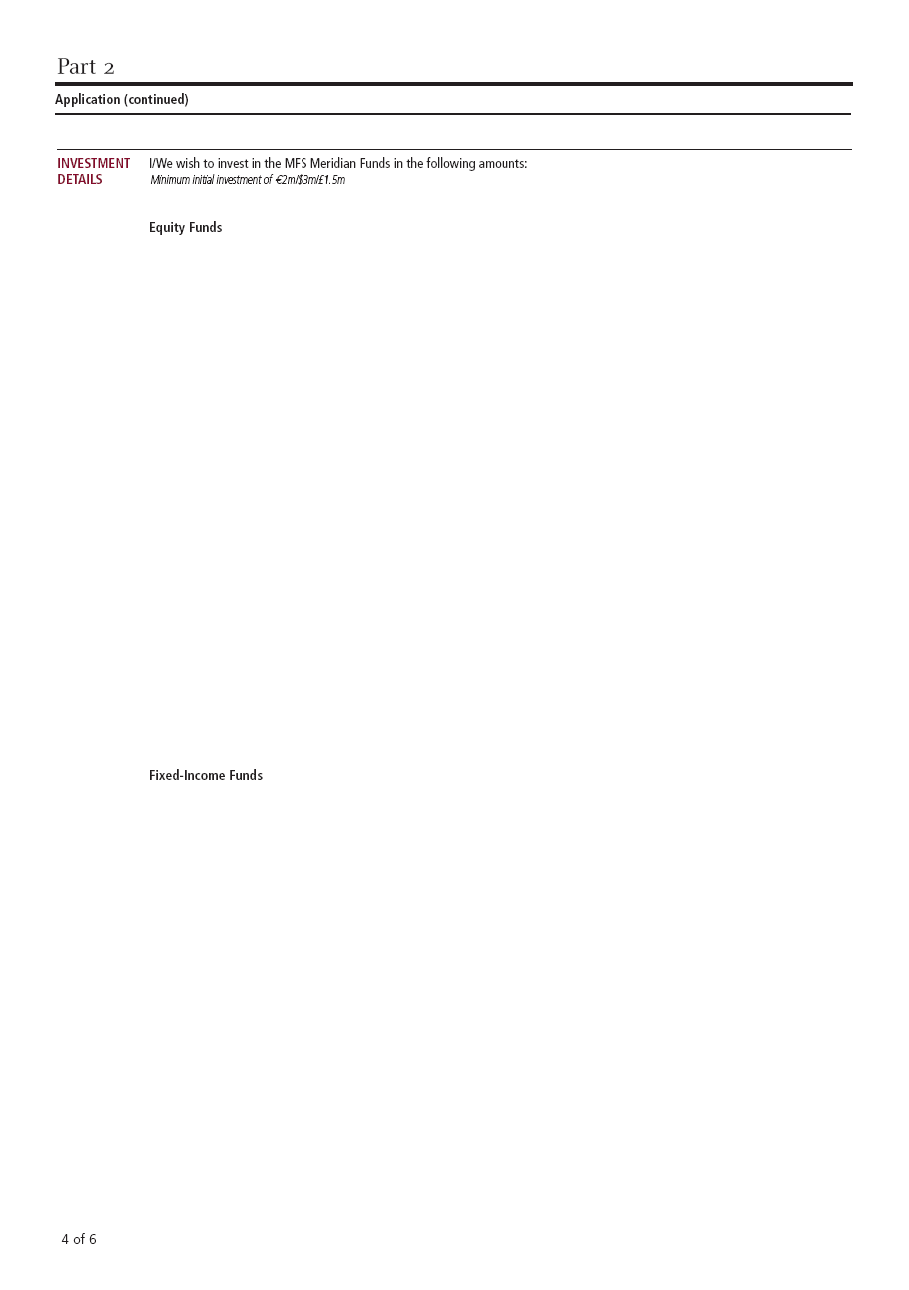 Part 2
Application (continued)
INVESTMENT DETAILS
I/We wish to invest in the MFS Meridian Funds in the following amounts:
Minimum initial investment of €2m/$3m/£1.5m
Equity Funds
Fixed-Income Funds
4 of 6